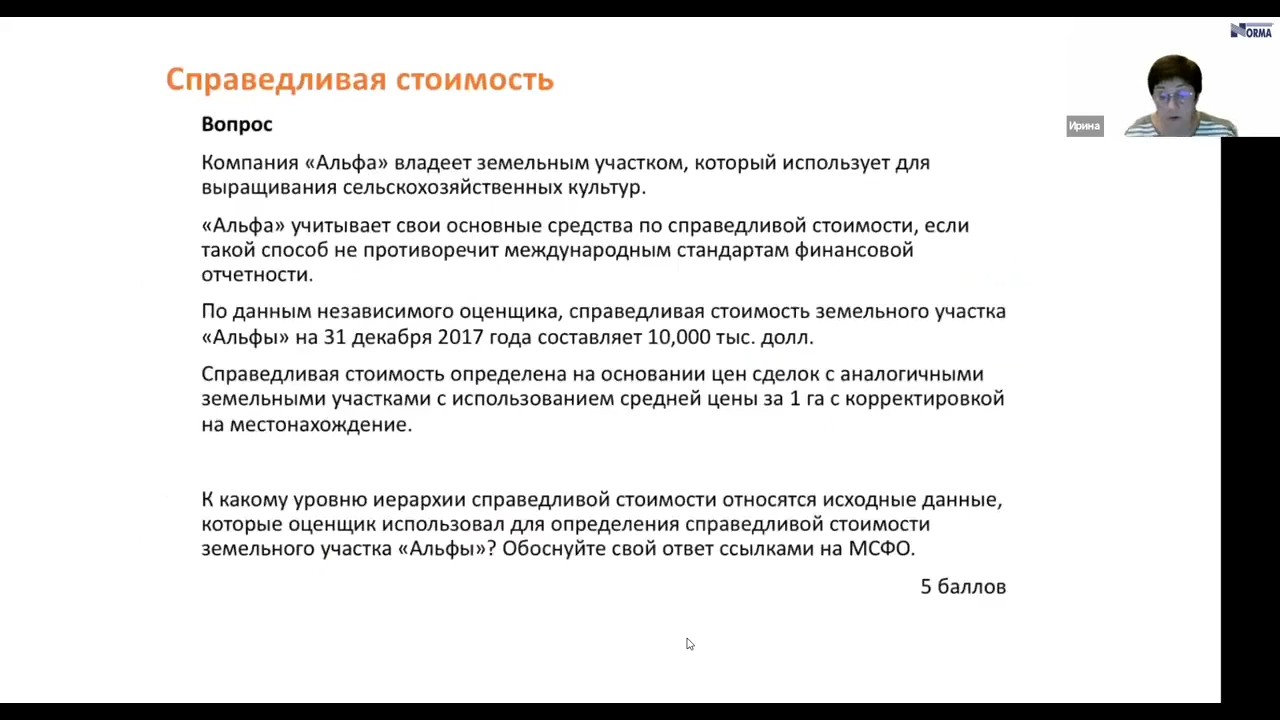 NORMA
Справедливая стоимость
Ирина
Вопрос
Компания «Альфа» владеет земельным участком, который использует для
выращивания сельскохозяйственных культур.
«Альфа» учитывает свои основные средства по справедливой стоимости, если
такой способ не противоречит международным стандартам финансовой
отчетности.
По данным независимого оценщика, справедливая стоимость земельного участка
«Альфы» на 31 декабря 2017 года составляет 10,000 тыс. долл.
Справедливая стоимость определена на основании цен сделок с аналогичными
земельными участками с использованием средней цены за 1 га с корректировкой
на местонахождение.
К какому уровню иерархии справедливой стоимости относятся исходные данные,
которые оценщик использовал для определения справедливой стоимости
земельного участка «Альфы»? Обоснуйте свой ответ ссылками на МСФО.
5 баллов